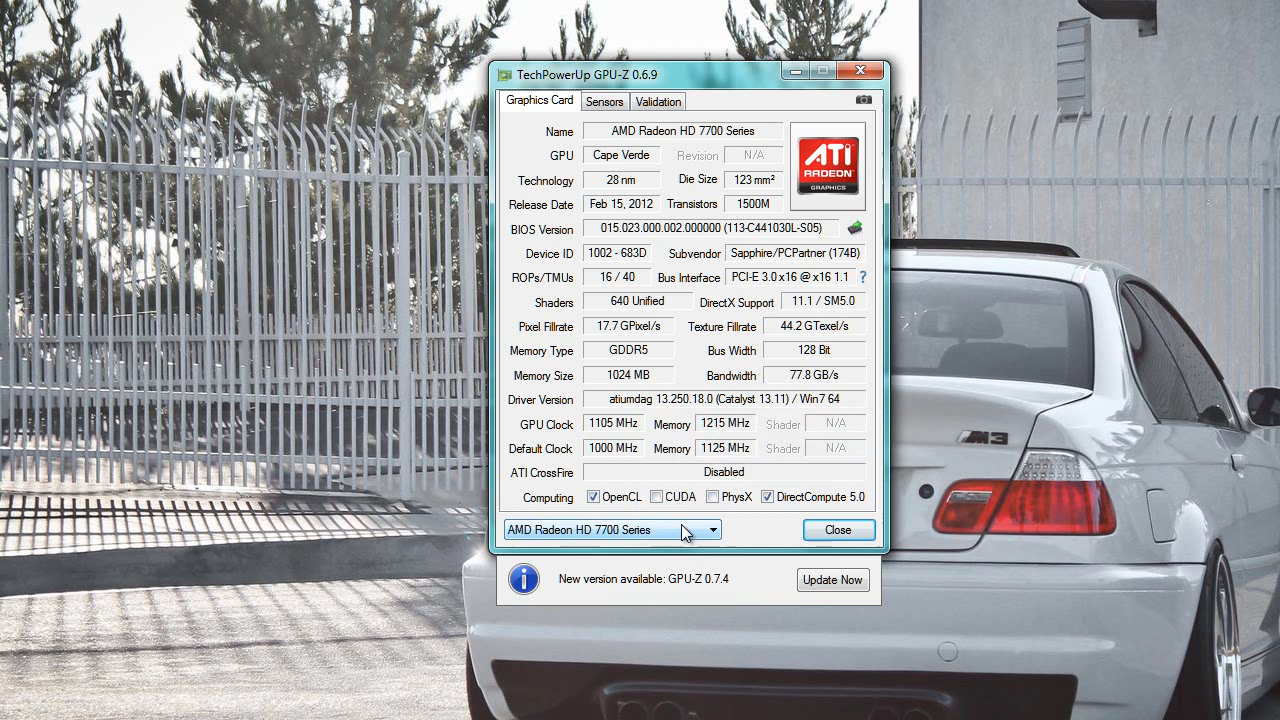 TechPowerUp GPU-Z 0.6.9
Graphics Card Sensors Validation
Name AMD Radeon HD 7700 Series
GPU Cape Verde Revision N/A
ATI RADEON GRAPHICS
Technology 28 nm Die Size 123 mm²
Release Date Feb 15, 2012 Transistors 1500M
BIOS Version 015.023.000.002.000000 (113-C441030L-S05)
Device ID 1002 - 683D Subvendor Sapphire/PCPartner (174B)
ROPs/TMUs 16 / 40 Bus Interface PCI-E 3.0 x16 @ x16 1.1 ?
Shaders 640 Unified DirectX Support 11.1 / SM5.0
Pixel Fillrate 17.7 GPixel/s Texture Fillrate 44.2 GTexel/s
Memory Type GDDR5 Bus Width 128 Bit
Memory Size 1024 MB Bandwidth 77.8 GB/s
Driver Version atiumdag 13.250.18.0 (Catalyst 13.11) / Win7 64
GPU Clock 1105 MHz Memory 1215 MHz Shader N/A
Default Clock 1000 MHz Memory 1125 MHz Shader N/A
ATI CrossFire Disabled
Computing OpenCL CUDA PhysX DirectCompute 5.0
AMD Radeon HD 7700 Series Close
New version available: GPU-Z 0.7.4 Update Now
M3